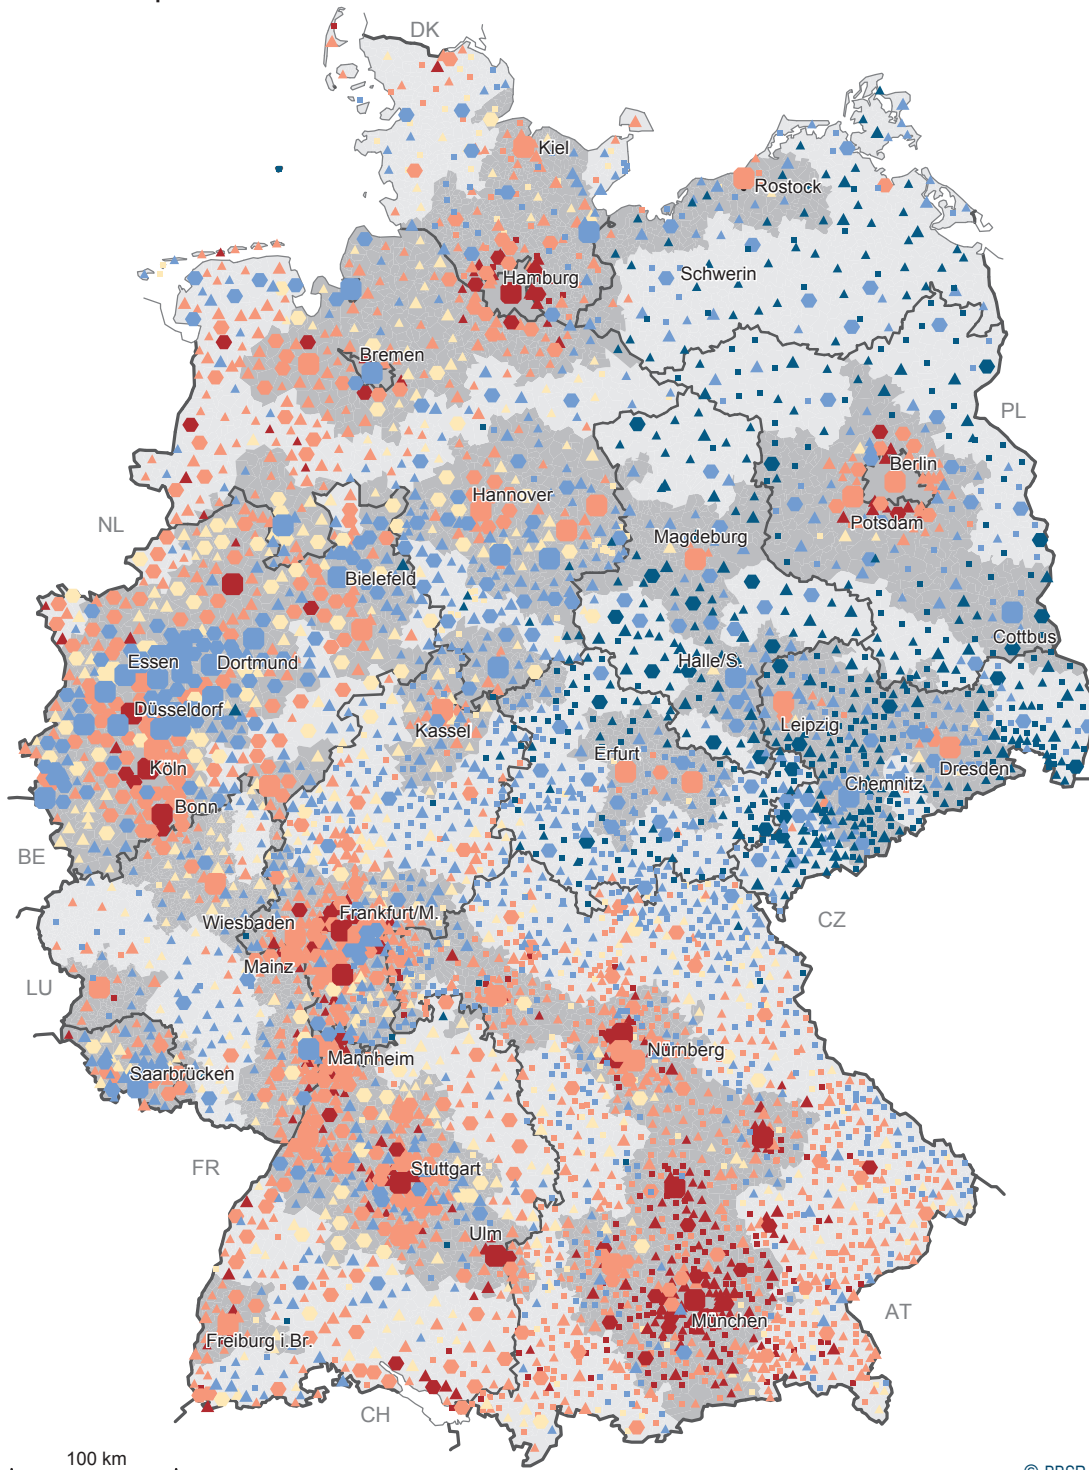 DK
Kiel
Rostock
Schwerin
Hamburg
Bremen
PL
Berlin
Hannover
NL
Potsdam
Magdeburg
Bielefeld
Cottbus
Essen
Dortmund
Halle/S.
Düsseldorf
Leipzig
Kassel
Erfurt
Köln
Dresden
Chemnitz
Bonn
BE
Wiesbaden
Frankfurt/M.
CZ
Mainz
LU
Nürnberg
Mannheim
Saarbrücken
FR
Stuttgart
Ulm
AT
München
Freiburg i.Br.
CH
100 km